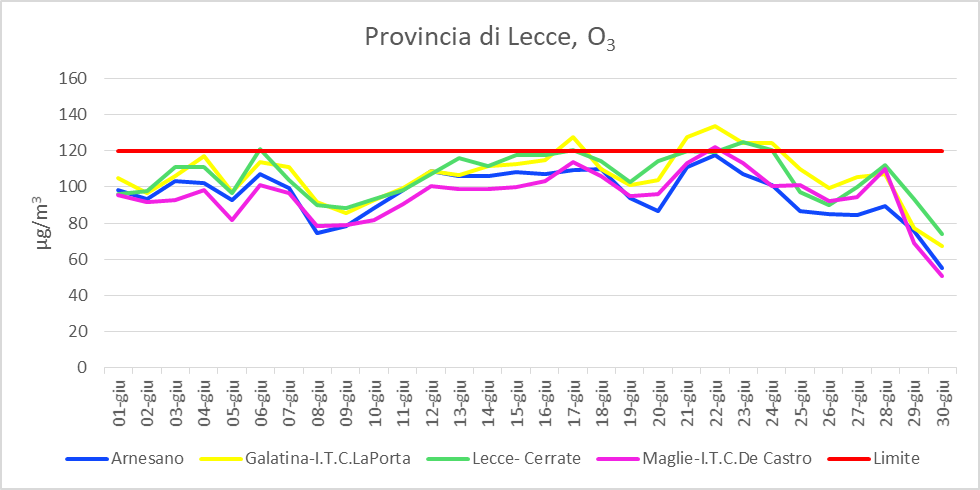 Provincia di Lecce, O3
µg/m3
160
140
120
100
80
60
40
20
0
01-giu
02-giu
03-giu
04-giu
05-giu
06-giu
07-giu
08-giu
09-giu
10-giu
11-giu
12-giu
13-giu
14-giu
15-giu
16-giu
17-giu
18-giu
19-giu
20-giu
21-giu
22-giu
23-giu
24-giu
25-giu
26-giu
27-giu
28-giu
29-giu
30-giu
Arnesano Galatina-I.T.C.LaPorta Lecce- Cerrate Maglie-I.T.C.De Castro Limite